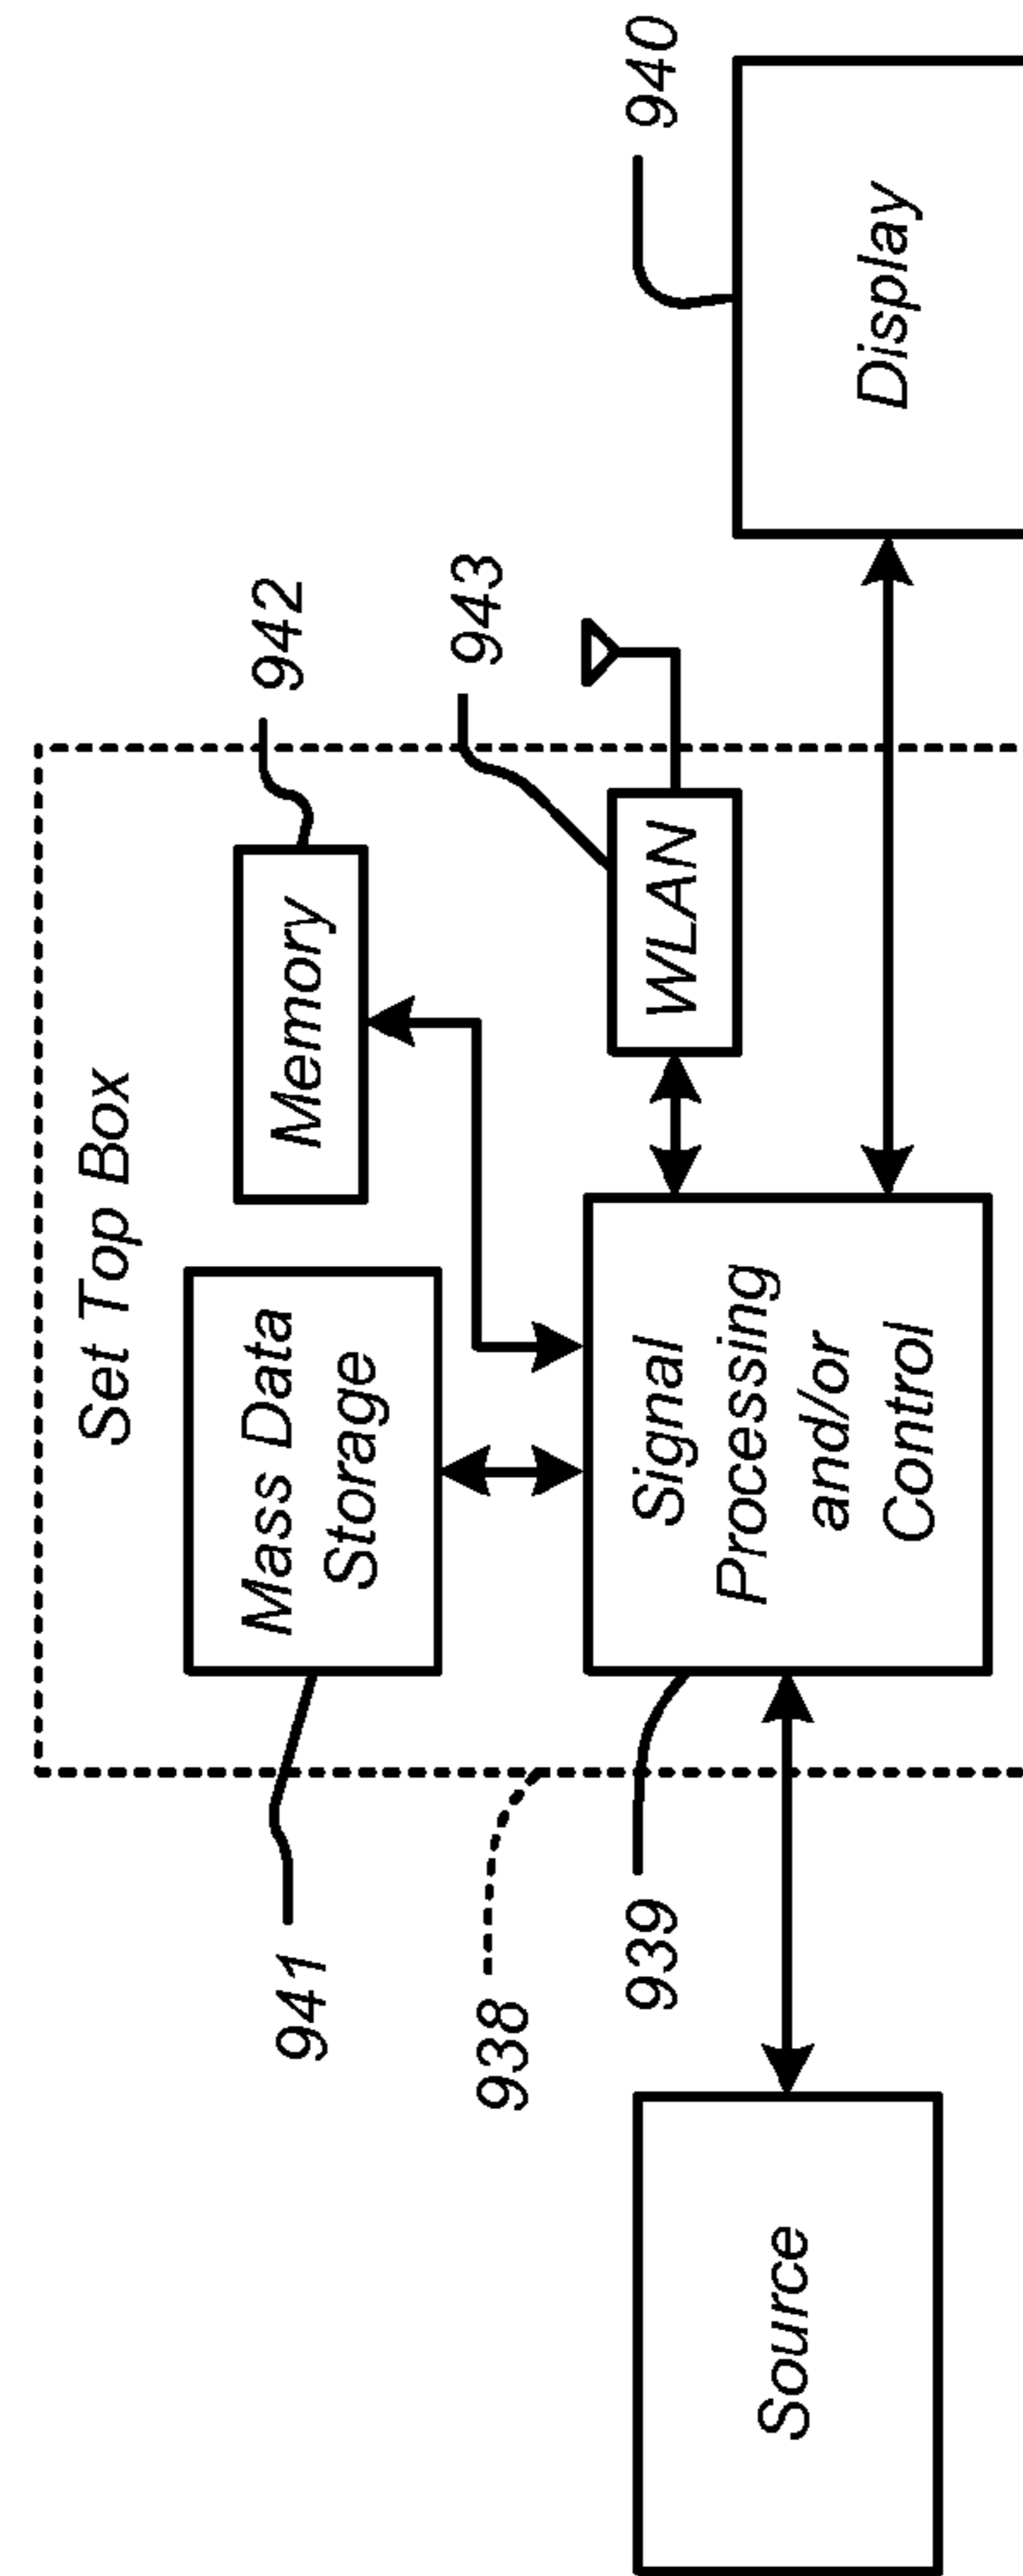 Set Top Box
941
Mass Data
Storage
Memory
942
938
943
939
Signal
Processing
and/or
Control
WLAN
940
Source
Display